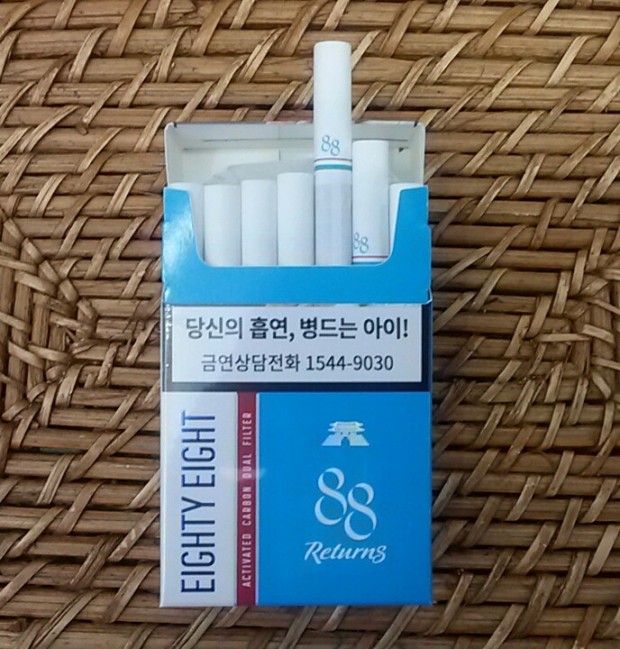 88
88
당신의 흡연, 병드는 아이!
금연상담전화 1544-9030
EIGHTY EIGHT
ACTIVATED CARBON DUAL FILTER
88
Returns